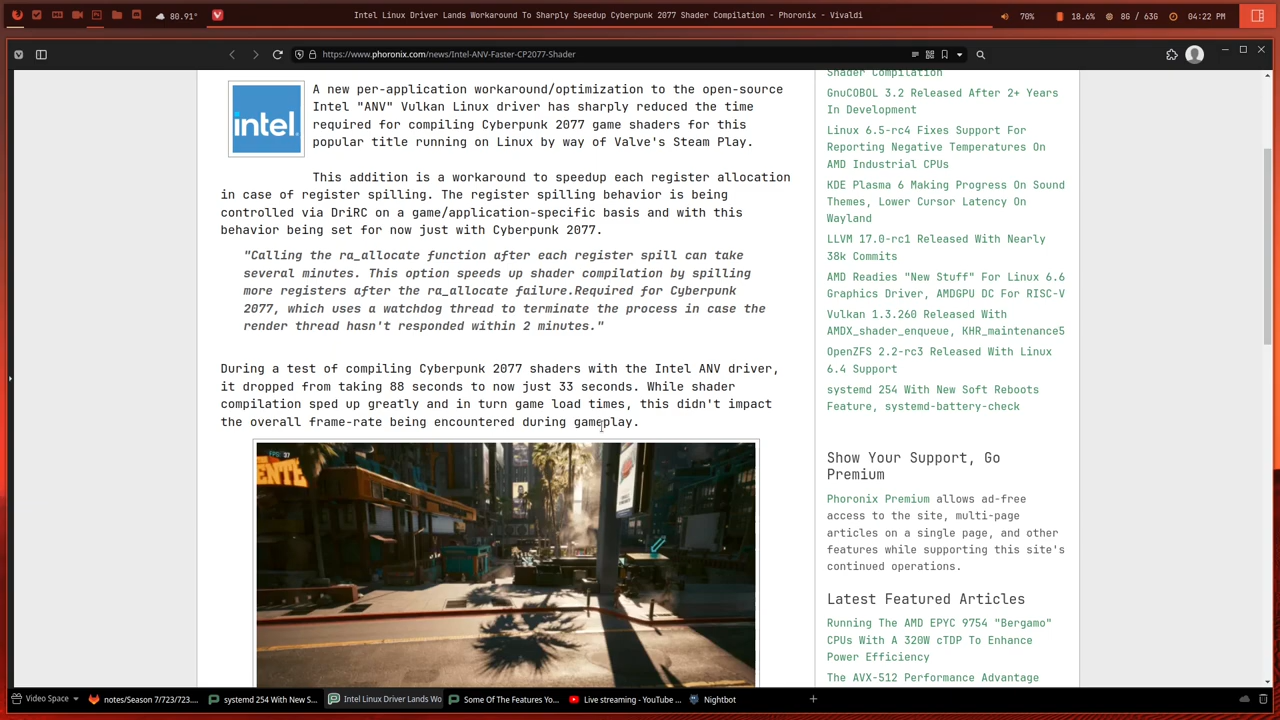 80.91°
Intel Linux Driver Lands Workaround To Sharply Speedup Cyberpunk 2077 Shader Compilation - Phoronix - Vivaldi
70%
18.6%
8G / 63G
04:22 PM
https://www.phoronix.com/news/Intel-ANV-Faster-CP2077-Shader
intel.
A new per-application workaround/optimization to the open-source
Intel "ANV" Vulkan Linux driver has sharply reduced the time
required for compiling Cyberpunk 2077 game shaders for this
popular title running on Linux by way of Valve's Steam Play.
This addition is a workaround to speedup each register allocation
in case of register spilling. The register spilling behavior is being
controlled via DriRC on a game/application-specific basis and with this
behavior being set for now just with Cyberpunk 2077.
"Calling the ra_allocate function after each register spill can take
several minutes. This option speeds up shader compilation by spilling
more registers after the ra_allocate failure.Required for Cyberpunk
2077, which uses a watchdog thread to terminate the process in case the
render thread hasn't responded within 2 minutes."
During a test of compiling Cyberpunk 2077 shaders with the Intel ANV driver,
it dropped from taking 88 seconds to now just 33 seconds. While shader
compilation sped up greatly and in turn game load times, this didn't impact
the overall frame-rate being encountered during gameplay.
FPS: 37
ENTE
Shader Compilation
GnuCOBOL 3.2 Released After 2+ Years
In Development
Linux 6.5-rc4 Fixes Support For
Reporting Negative Temperatures On
AMD Industrial CPUs
KDE Plasma 6 Making Progress On Sound
Themes, Lower Cursor Latency On
Wayland
LLVM 17.0-rc1 Released With Nearly
38k Commits
AMD Readies "New Stuff" For Linux 6.6
Graphics Driver, AMDGPU DC For RISC-V
Vulkan 1.3.260 Released With
AMDX_shader_enqueue, KHR_maintenance5
OpenZFS 2.2-rc3 Released With Linux
6.4 Support
systemd 254 With New Soft Reboots
Feature, systemd-battery-check
Show Your Support, Go
Premium
Phoronix Premium allows ad-free
access to the site, multi-page
articles on a single page, and other
features while supporting this site's
continued operations.
Latest Featured Articles
Running The AMD EPYC 9754 "Bergamo"
CPUs With A 320W cTDP To Enhance
Power Efficiency
The AVX-512 Performance Advantage
Video Space
notes/Season 7/723/723....
systemd 254 With New S...
Intel Linux Driver Lands Wo
Some Of The Features Yo...
Live streaming - YouTube ...
Nightbot